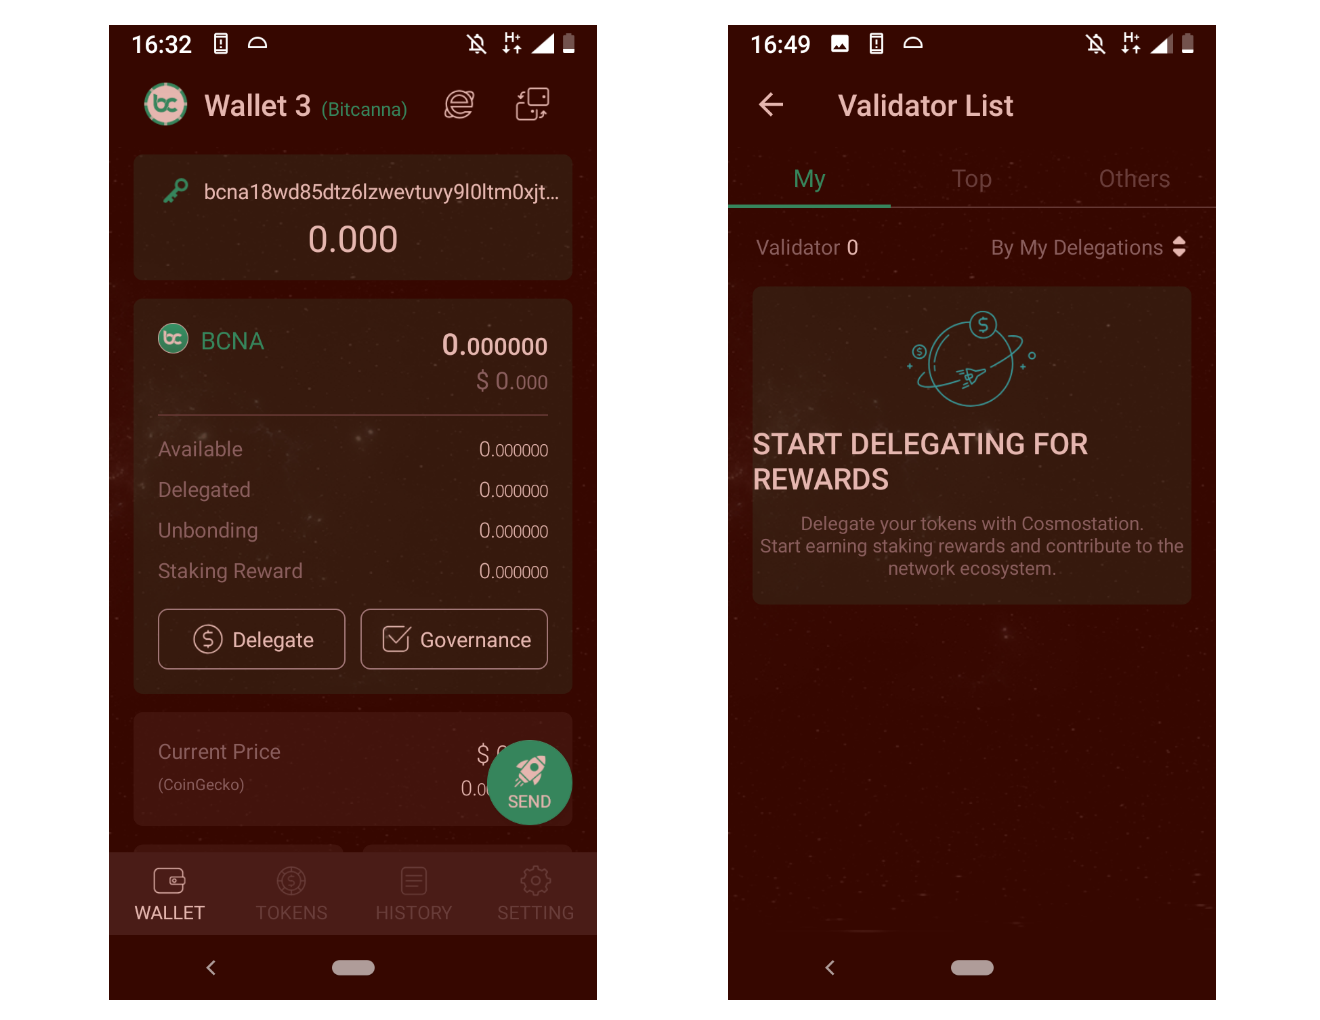 16:32
H+
bc Wallet 3 (Bitcanna)
bcna18wd85dtz6lzwevtuvy9l0ltm0xjt...
0.000
bc BCNA 0.000000
$ 0.000
Available 0.000000
Delegated 0.000000
Unbonding 0.000000
Staking Reward 0.000000
Delegate Governance
Current Price $
(CoinGecko) 0.0
SEND
WALLET TOKENS HISTORY SETTING
16:49
H+
Validator List
My Top Others
Validator 0 By My Delegations
START DELEGATING FOR
REWARDS
Delegate your tokens with Cosmostation.
Start earning staking rewards and contribute to the
network ecosystem.